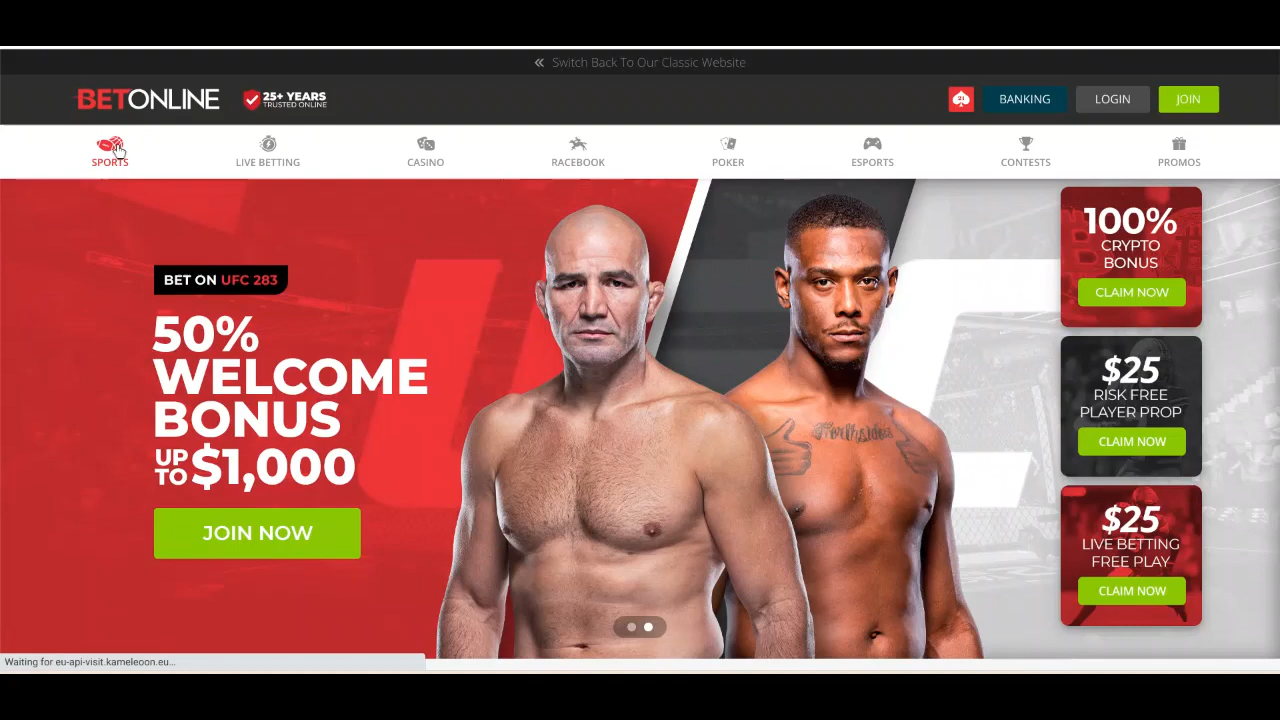 Switch Back To Our Classic Website
BETONLINE
25+ YEARS
TRUSTED ONLINE
21
BANKING
LOGIN
JOIN
SPORTS
LIVE BETTING
CASINO
RACEBOOK
POKER
ESPORTS
CONTESTS
PROMOS
BET ON UFC 283
50%
WELCOME
BONUS
UP TO $1,000
JOIN NOW
Northsides
100%
CRYPTO
BONUS
CLAIM NOW
$25
RISK FREE
PLAYER PROP
CLAIM NOW
$25
LIVE BETTING
FREE PLAY
CLAIM NOW
Waiting for eu-api-visit.kameleoon.eu...